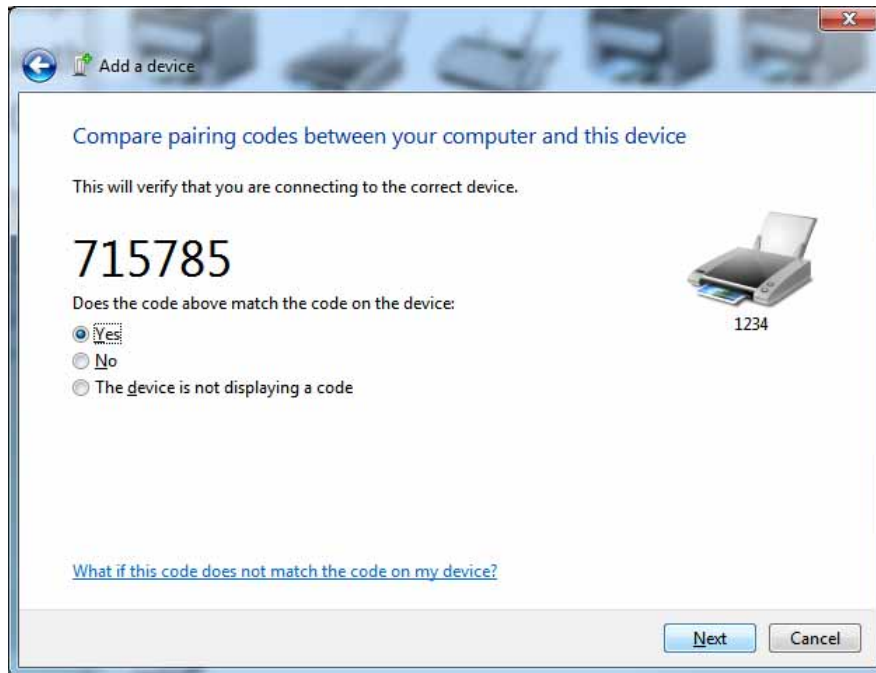 Add a device
Compare pairing codes between your computer and this device
This will verify that you are connecting to the correct device.
715785
Does the code above match the code on the device:
Yes
No
The device is not displaying a code
1234
What if this code does not match the code on my device?
Next Cancel